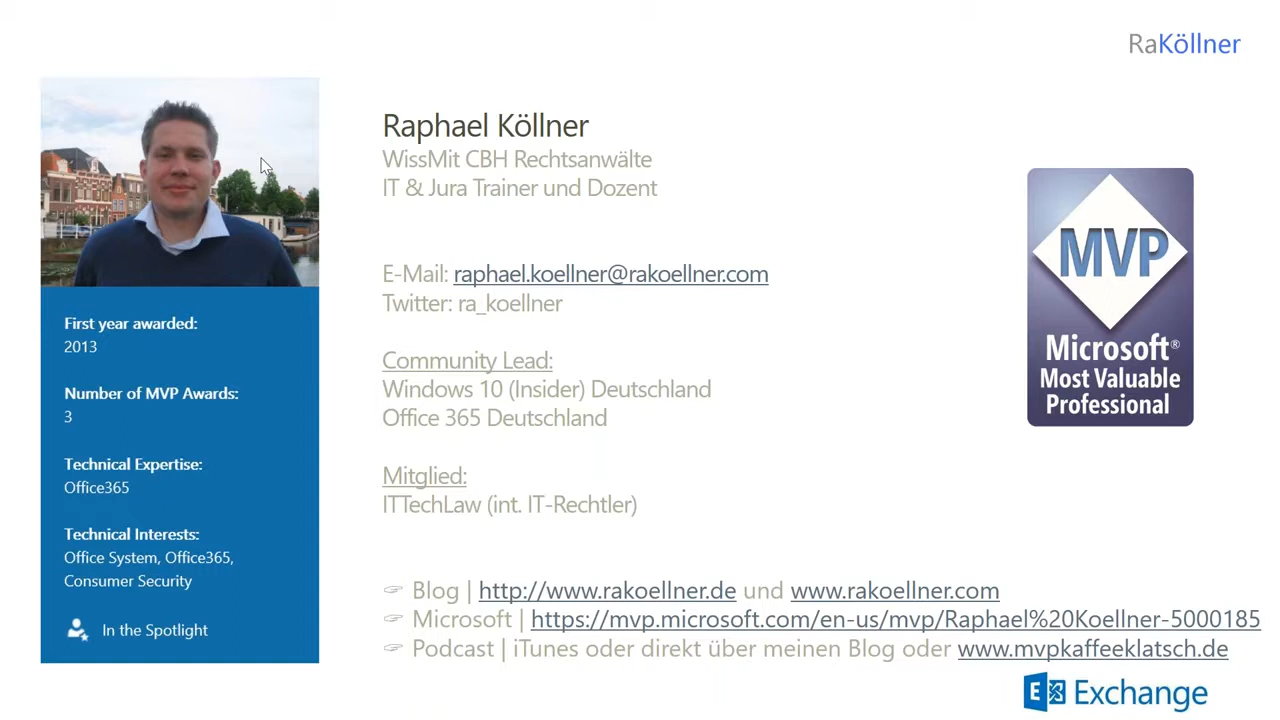 RaKöllner
Raphael Köllner
WissMit CBH Rechtsanwälte
IT & Jura Trainer und Dozent
E-Mail: raphael.koellner@rakoellner.com
Twitter: ra_koellner
Community Lead:
Windows 10 (Insider) Deutschland
Office 365 Deutschland
Mitglied:
ITTechLaw (int. IT-Rechtler)
☞ Blog | http://www.rakoellner.de und www.rakoellner.com
☞ Microsoft | https://mvp.microsoft.com/en-us/mvp/Raphael%20Koellner-5000185
☞ Podcast | iTunes oder direkt über meinen Blog oder www.mvpkaffeeklatsch.de
First year awarded:
2013
Number of MVP Awards:
3
Technical Expertise:
Office365
Technical Interests:
Office System, Office365,
Consumer Security
In the Spotlight
MVP
Microsoft®
Most Valuable
Professional
E Exchange